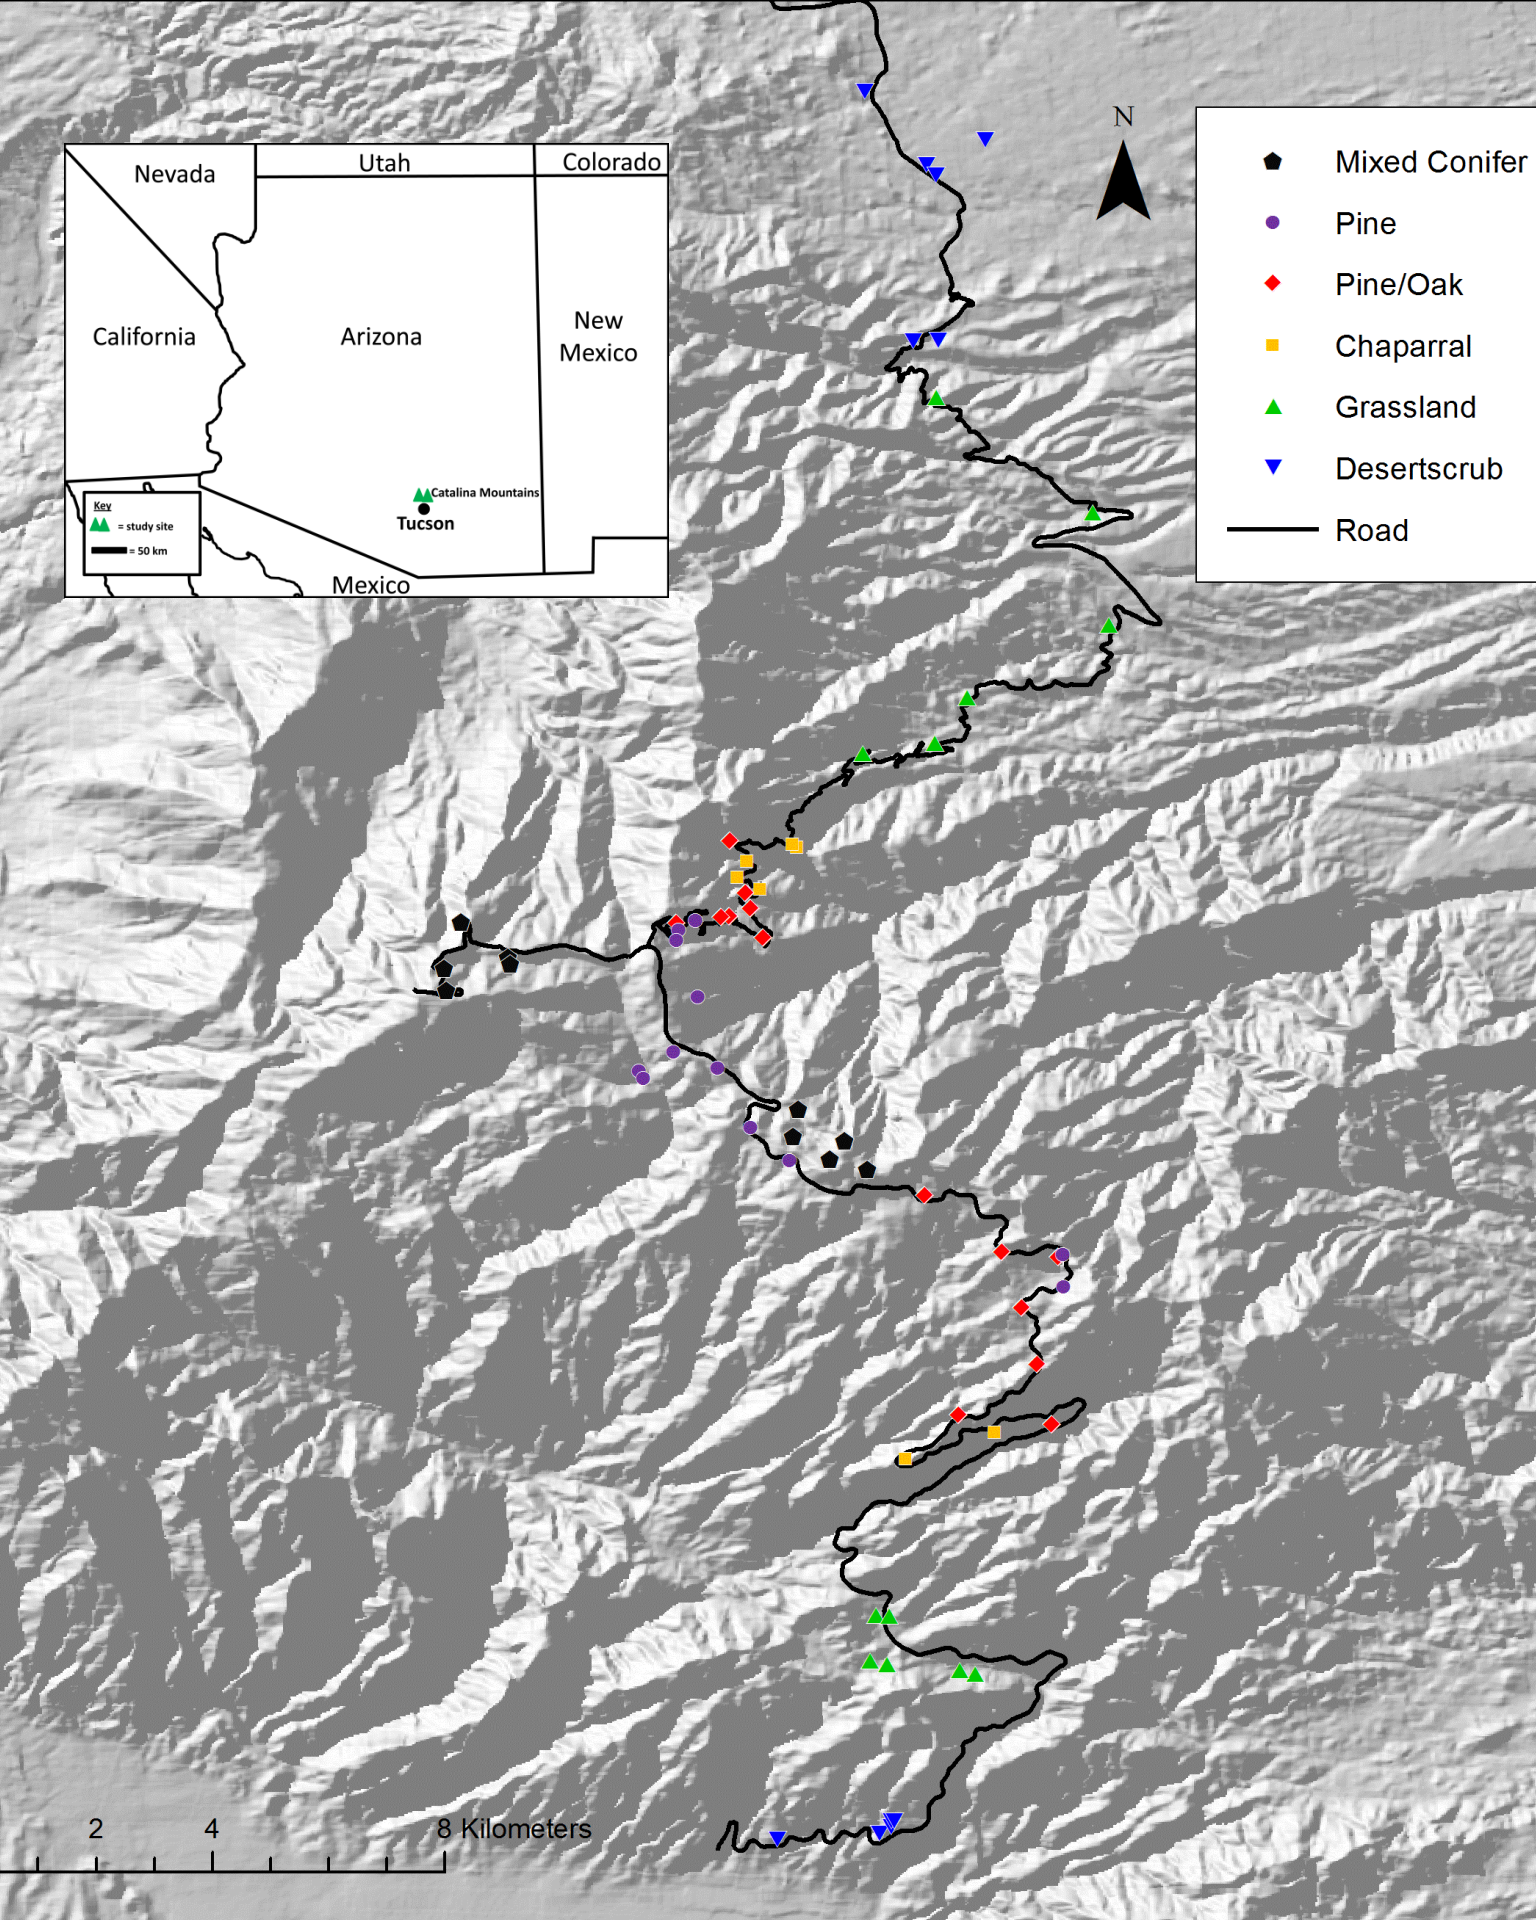 N
Mixed Conifer
Pine
Pine/Oak
Chaparral
Grassland
Desertscrub
Road
Nevada
Utah
Colorado
California
Arizona
New
Mexico
Catalina Mountains
Tucson
Key
= study site
= 50 km
Mexico
2 4 8 Kilometers